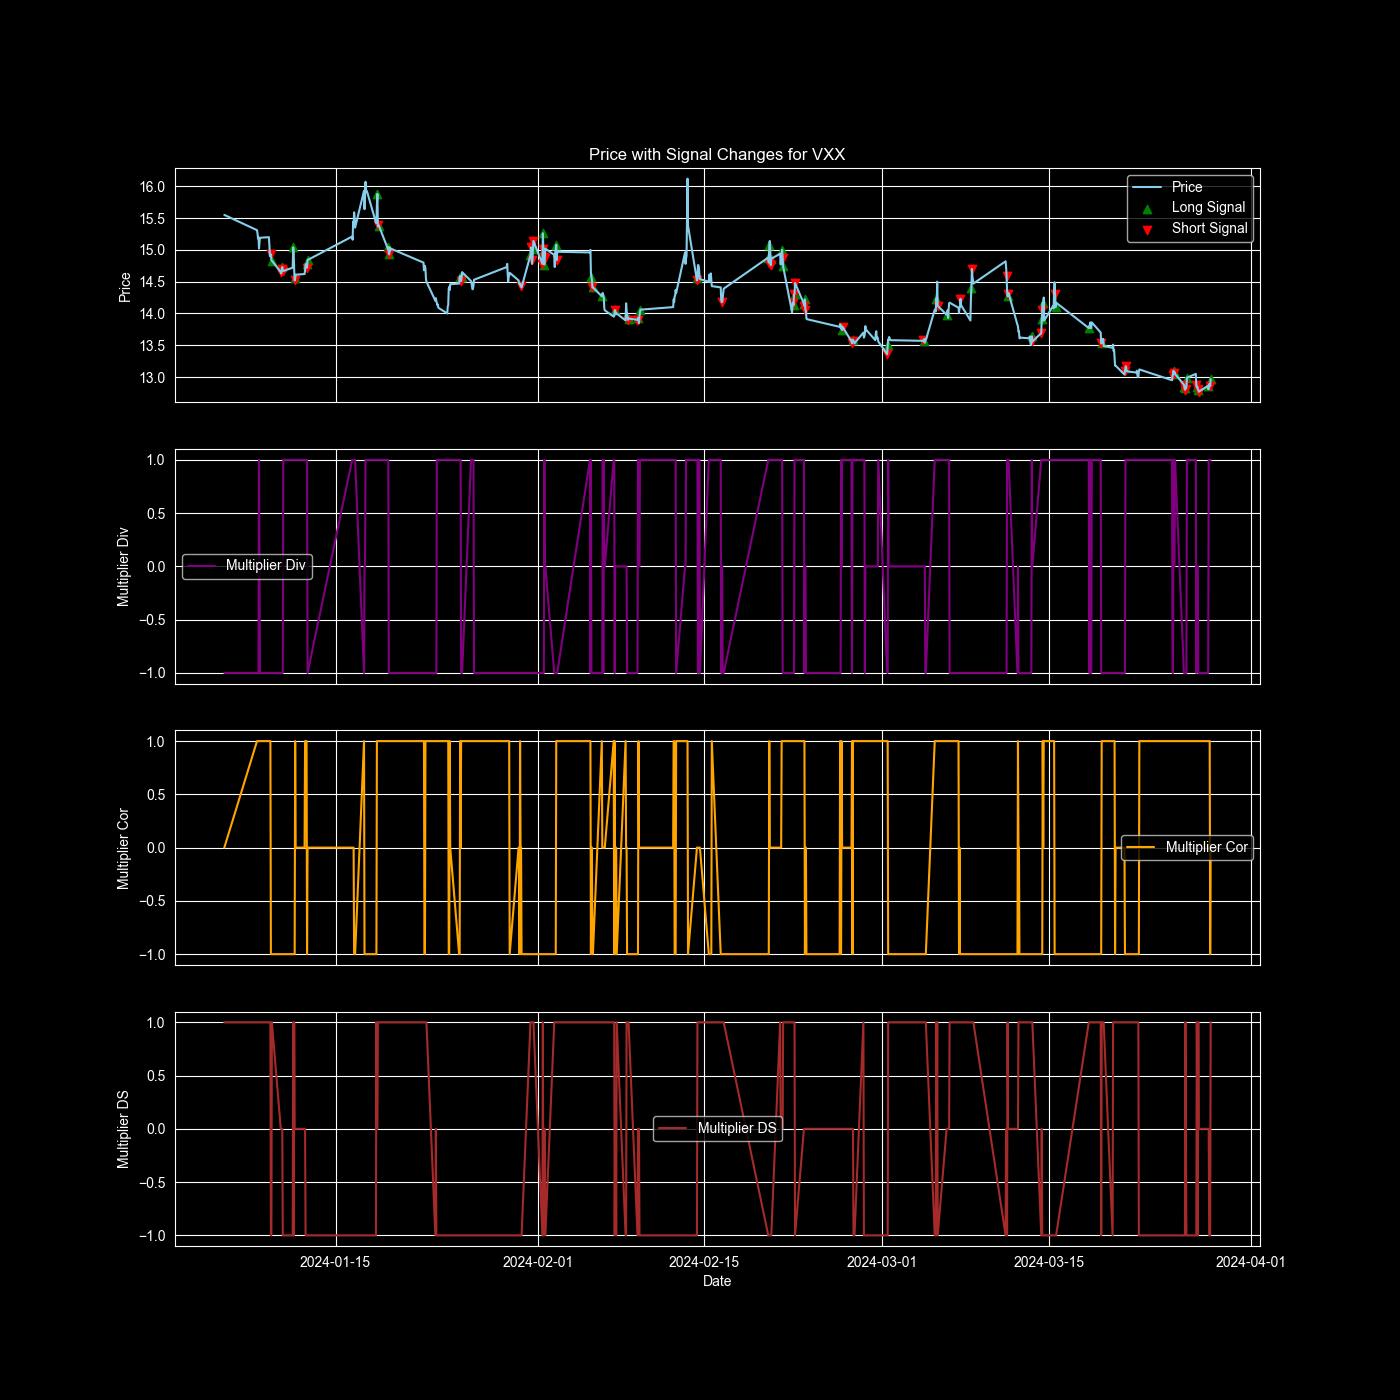 Price with Signal Changes for VXX
Price
16.0
15.5
15.0
14.5
14.0
13.5
13.0
Price
Long Signal
Short Signal
Multiplier Div
1.0
0.5
0.0
−0.5
−1.0
Multiplier Div
Multiplier Cor
1.0
0.5
0.0
−0.5
−1.0
Multiplier Cor
Multiplier DS
1.0
0.5
0.0
−0.5
−1.0
Multiplier DS
2024-01-15 2024-02-01 2024-02-15 2024-03-01 2024-03-15 2024-04-01
Date